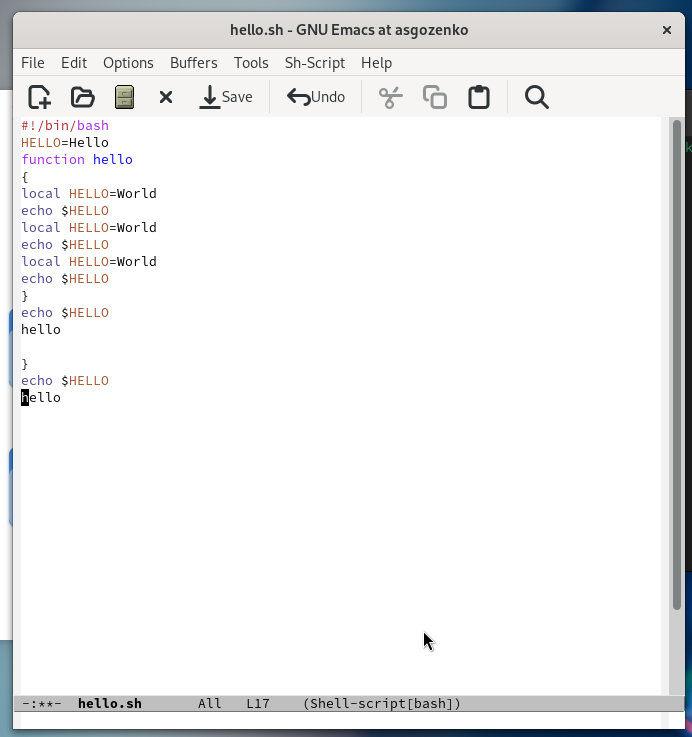 hello.sh - GNU Emacs at asgozenko
File Edit Options Buffers Tools Sh-Script Help
Save Undo
#!/bin/bash
HELLO=Hello
function hello
{
local HELLO=World
echo $HELLO
local HELLO=World
echo $HELLO
local HELLO=World
echo $HELLO
}
echo $HELLO
hello
}
echo $HELLO
hello
-:**- hello.sh All L17 (Shell-script[bash])